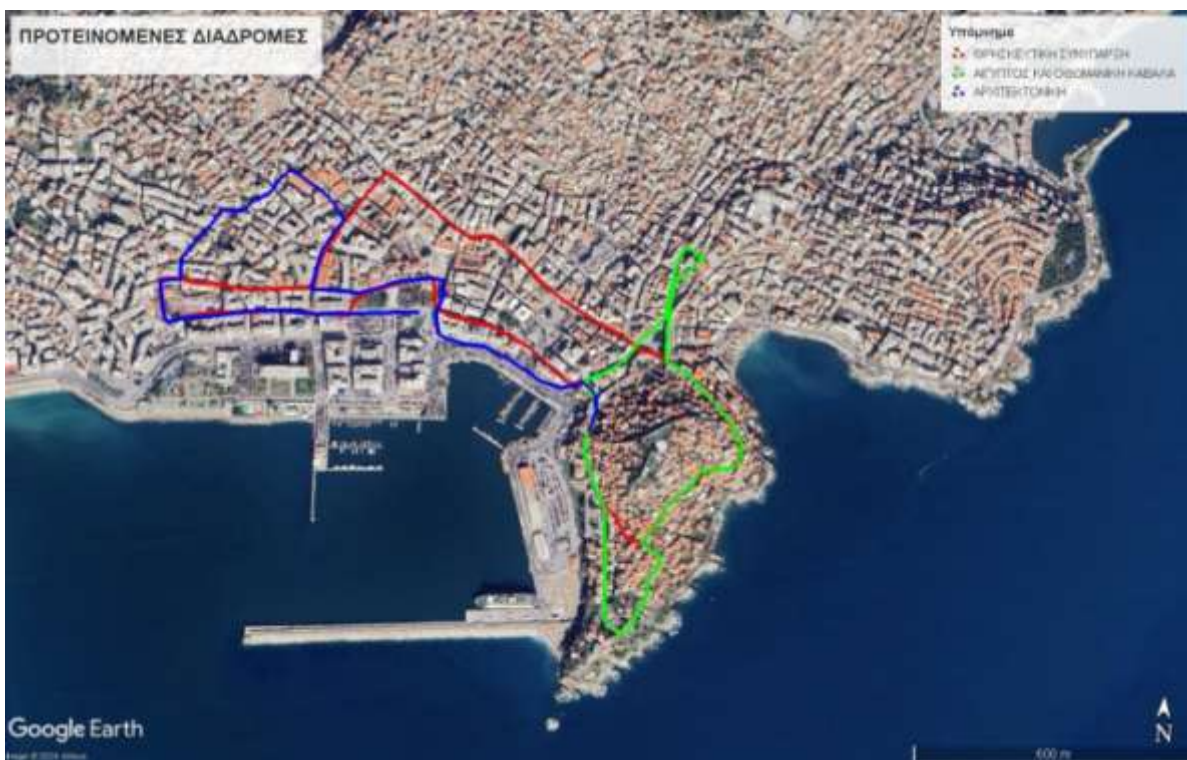 ΠΡΟΤΕΙΝΟΜΕΝΕΣ ΔΙΑΔΡΟΜΕΣ
Υπόμνημα
ΘΡΗΣΚΕΥΤΙΚΗ ΣΥΝΥΠΑΡΞΗ
ΑΙΓΥΠΤΟΣ ΚΑΙ ΟΘΩΜΑΝΙΚΗ ΚΑΒΑΛΑ
ΑΡΧΙΤΕΚΤΟΝΙΚΗ
Google Earth
N
600 m